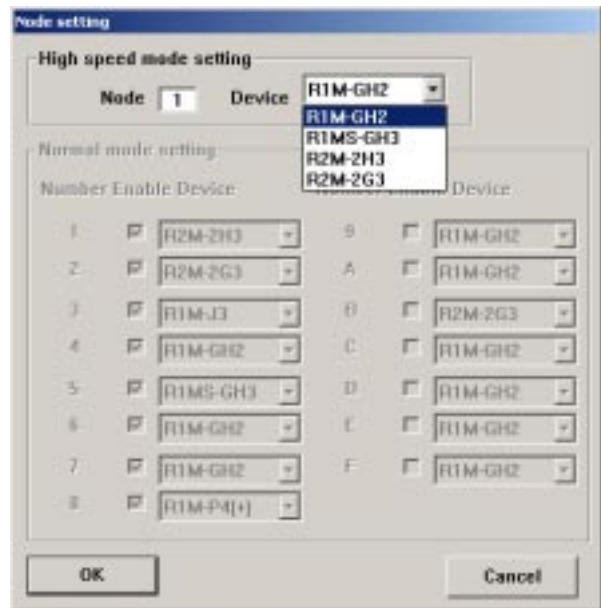 Node setting
High speed mode setting
Node 1 Device R1M-GH2
R1M-GH2
R1MS-GH3
R2M-2H3
R2M-2G3
Normal mode setting
Number Enable Device Number Enable Device
1 R2M-2H3 9 R1M-GH2
2 R2M-2G3 A R1M-GH2
3 R1M-J3 B R2M-2G3
4 R1M-GH2 C R1M-GH2
5 R1MS-GH3 D R1M-GH2
6 R1M-GH2 E R1M-GH2
7 R1M-GH2 F R1M-GH2
8 R1M-P4(+)
OK Cancel